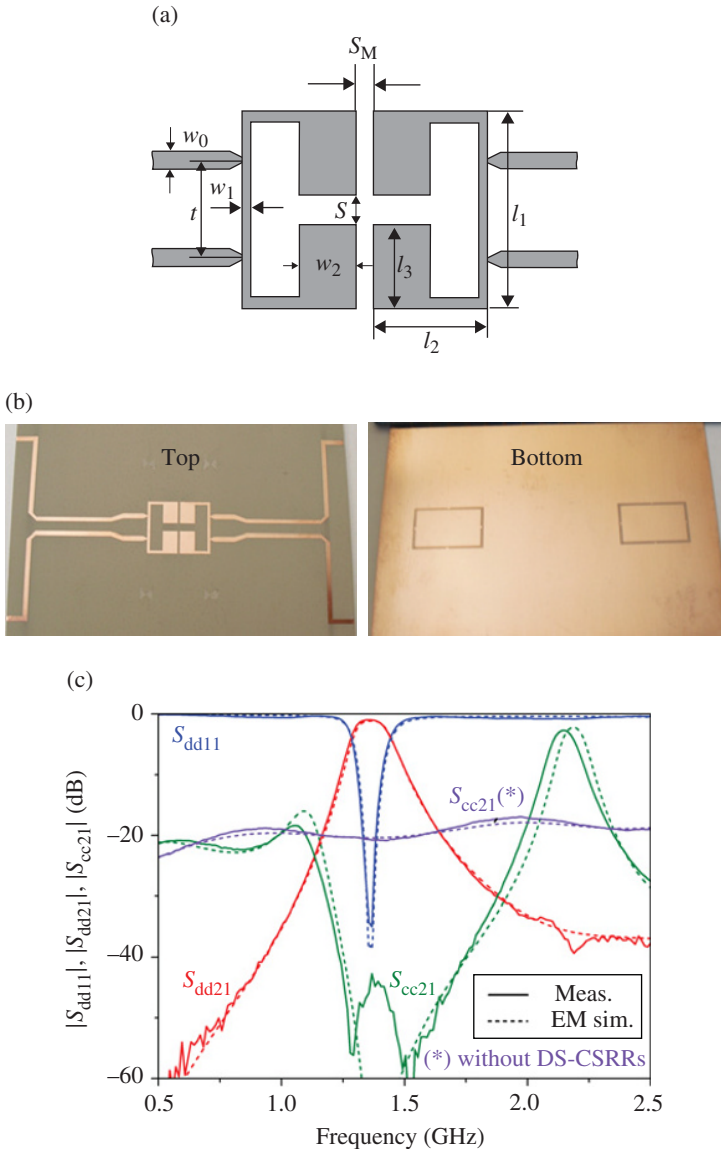 (a)
S_M
w_0
w_1
t
S
l_1
w_2
l_3
l_2
(b)
Top
Bottom
(c)
|S_dd11|, |S_dd21|, |S_cc21| (dB)
0
–20
–40
–60
S_dd11
S_cc21(*)
S_dd21
S_cc21
Meas.
EM sim.
(*) without DS-CSRRs
0.5 1.0 1.5 2.0 2.5
Frequency (GHz)